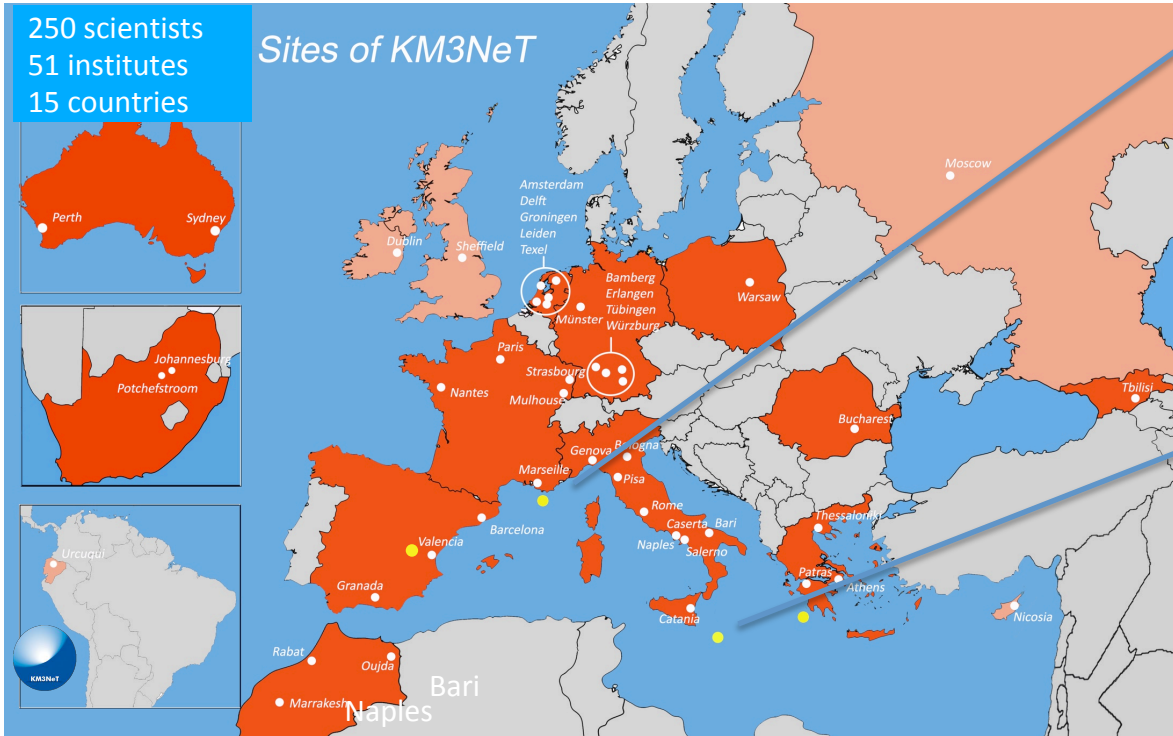 250 scientists
51 institutes
15 countries
Sites of KM3NeT
Perth
Sydney
Johannesburg
Potchefstroom
Urcuqui
KM3NeT
Moscow
Dublin
Sheffield
Amsterdam
Delft
Groningen
Leiden
Texel
Bamberg
Erlangen
Tübingen
Würzburg
Münster
Warsaw
Paris
Strasbourg
Nantes
Mulhouse
Bucharest
Tbilisi
Genova
Bologna
Marseille
Pisa
Rome
Barcelona
Caserta
Bari
Naples
Salerno
Thessaloniki
Valencia
Granada
Patras
Athens
Catania
Nicosia
Rabat
Oujda
Marrakesh
Bari
Naples